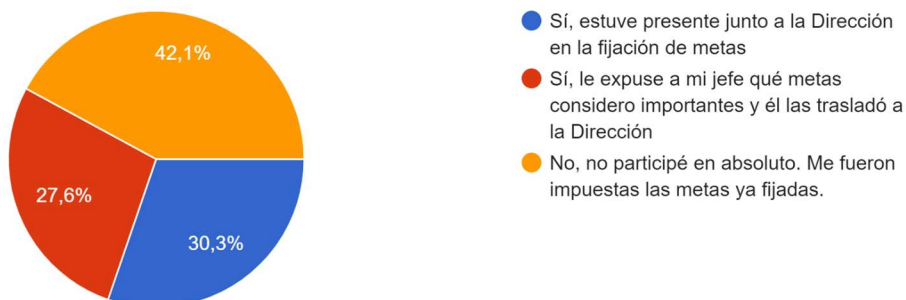 42,1%
27,6%
30,3%
Sí, estuve presente junto a la Dirección
en la fijación de metas
Sí, le expuse a mi jefe qué metas
considero importantes y él las trasladó a
la Dirección
No, no participé en absoluto. Me fueron
impuestas las metas ya fijadas.